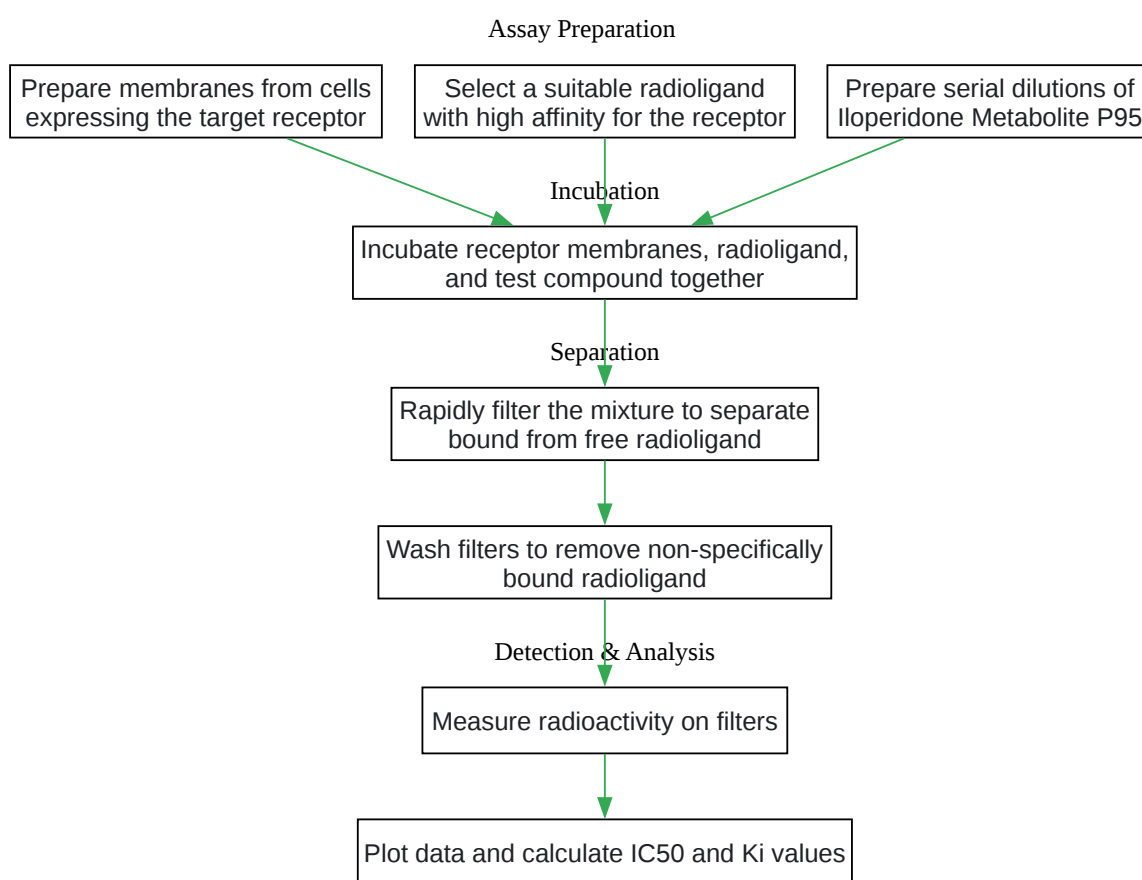 Assay Preparation
Prepare membranes from cells
expressing the target receptor
Select a suitable radioligand
with high affinity for the receptor
Prepare serial dilutions of
Iloperidone Metabolite P95
Incubation
Incubate receptor membranes, radioligand,
and test compound together
Separation
Rapidly filter the mixture to separate
bound from free radioligand
Wash filters to remove non-specifically
bound radioligand
Detection & Analysis
Measure radioactivity on filters
Plot data and calculate IC50 and Ki values